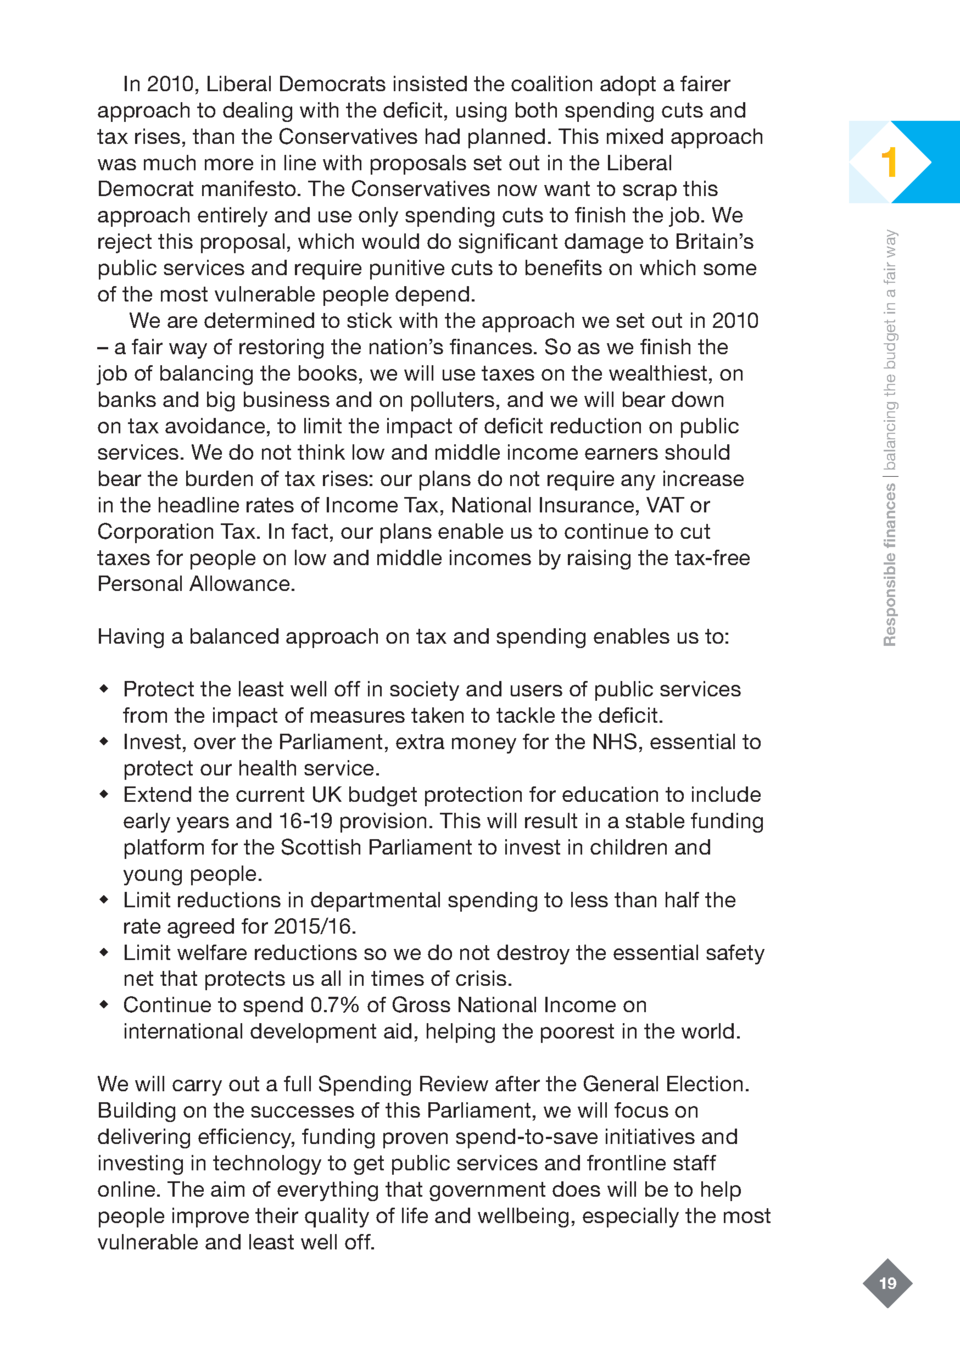 In 2010, Liberal Democrats insisted the coalition adopt a fairer
approach to dealing with the deficit, using both spending cuts and
tax rises, than the Conservatives had planned. This mixed approach
was much more in line with proposals set out in the Liberal
Democrat manifesto. The Conservatives now want to scrap this
approach entirely and use only spending cuts to finish the job. We
reject this proposal, which would do significant damage to Britain’s
public services and require punitive cuts to benefits on which some
of the most vulnerable people depend.
We are determined to stick with the approach we set out in 2010
– a fair way of restoring the nation’s finances. So as we finish the
job of balancing the books, we will use taxes on the wealthiest, on
banks and big business and on polluters, and we will bear down
on tax avoidance, to limit the impact of deficit reduction on public
services. We do not think low and middle income earners should
bear the burden of tax rises: our plans do not require any increase
in the headline rates of Income Tax, National Insurance, VAT or
Corporation Tax. In fact, our plans enable us to continue to cut
taxes for people on low and middle incomes by raising the tax-free
Personal Allowance.
Having a balanced approach on tax and spending enables us to:
◆ Protect the least well off in society and users of public services
from the impact of measures taken to tackle the deficit.
◆ Invest, over the Parliament, extra money for the NHS, essential to
protect our health service.
◆ Extend the current UK budget protection for education to include
early years and 16-19 provision. This will result in a stable funding
platform for the Scottish Parliament to invest in children and
young people.
◆ Limit reductions in departmental spending to less than half the
rate agreed for 2015/16.
◆ Limit welfare reductions so we do not destroy the essential safety
net that protects us all in times of crisis.
◆ Continue to spend 0.7% of Gross National Income on
international development aid, helping the poorest in the world.
We will carry out a full Spending Review after the General Election.
Building on the successes of this Parliament, we will focus on
delivering efficiency, funding proven spend-to-save initiatives and
investing in technology to get public services and frontline staff
online. The aim of everything that government does will be to help
people improve their quality of life and wellbeing, especially the most
vulnerable and least well off.
1
Responsible finances | balancing the budget in a fair way
19